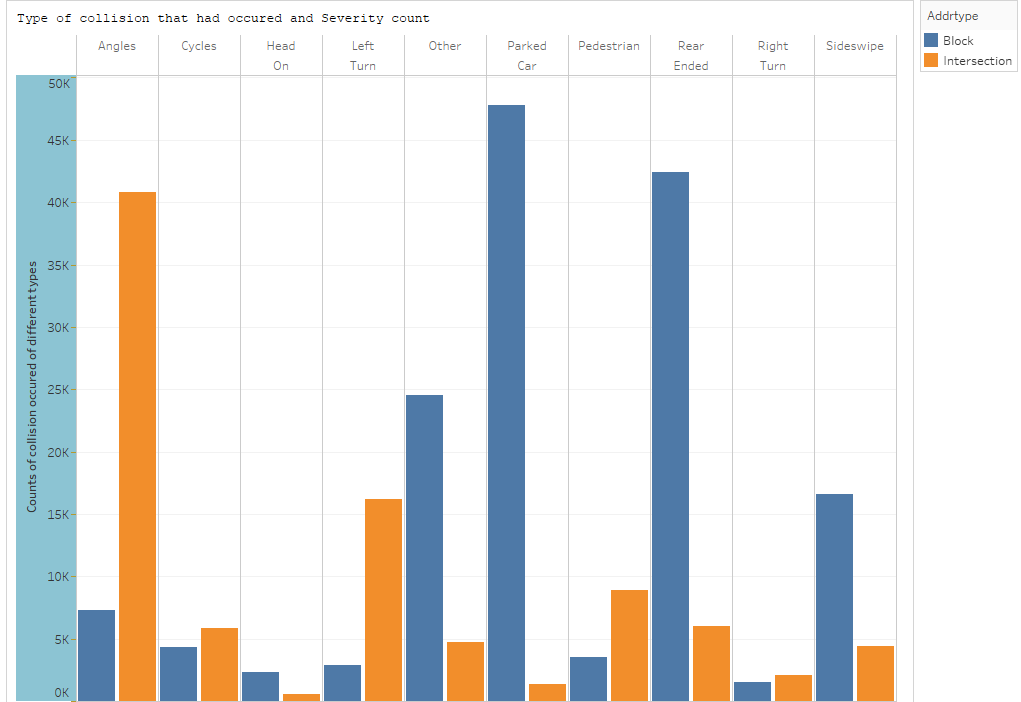 Type of collision that had occured and Severity count
Addrtype
Block
Intersection
Angles
Cycles
Head
On
Left
Turn
Other
Parked
Car
Pedestrian
Rear
Ended
Right
Turn
Sideswipe
Counts of collision occured of different types
50K
45K
40K
35K
30K
25K
20K
15K
10K
5K
0K